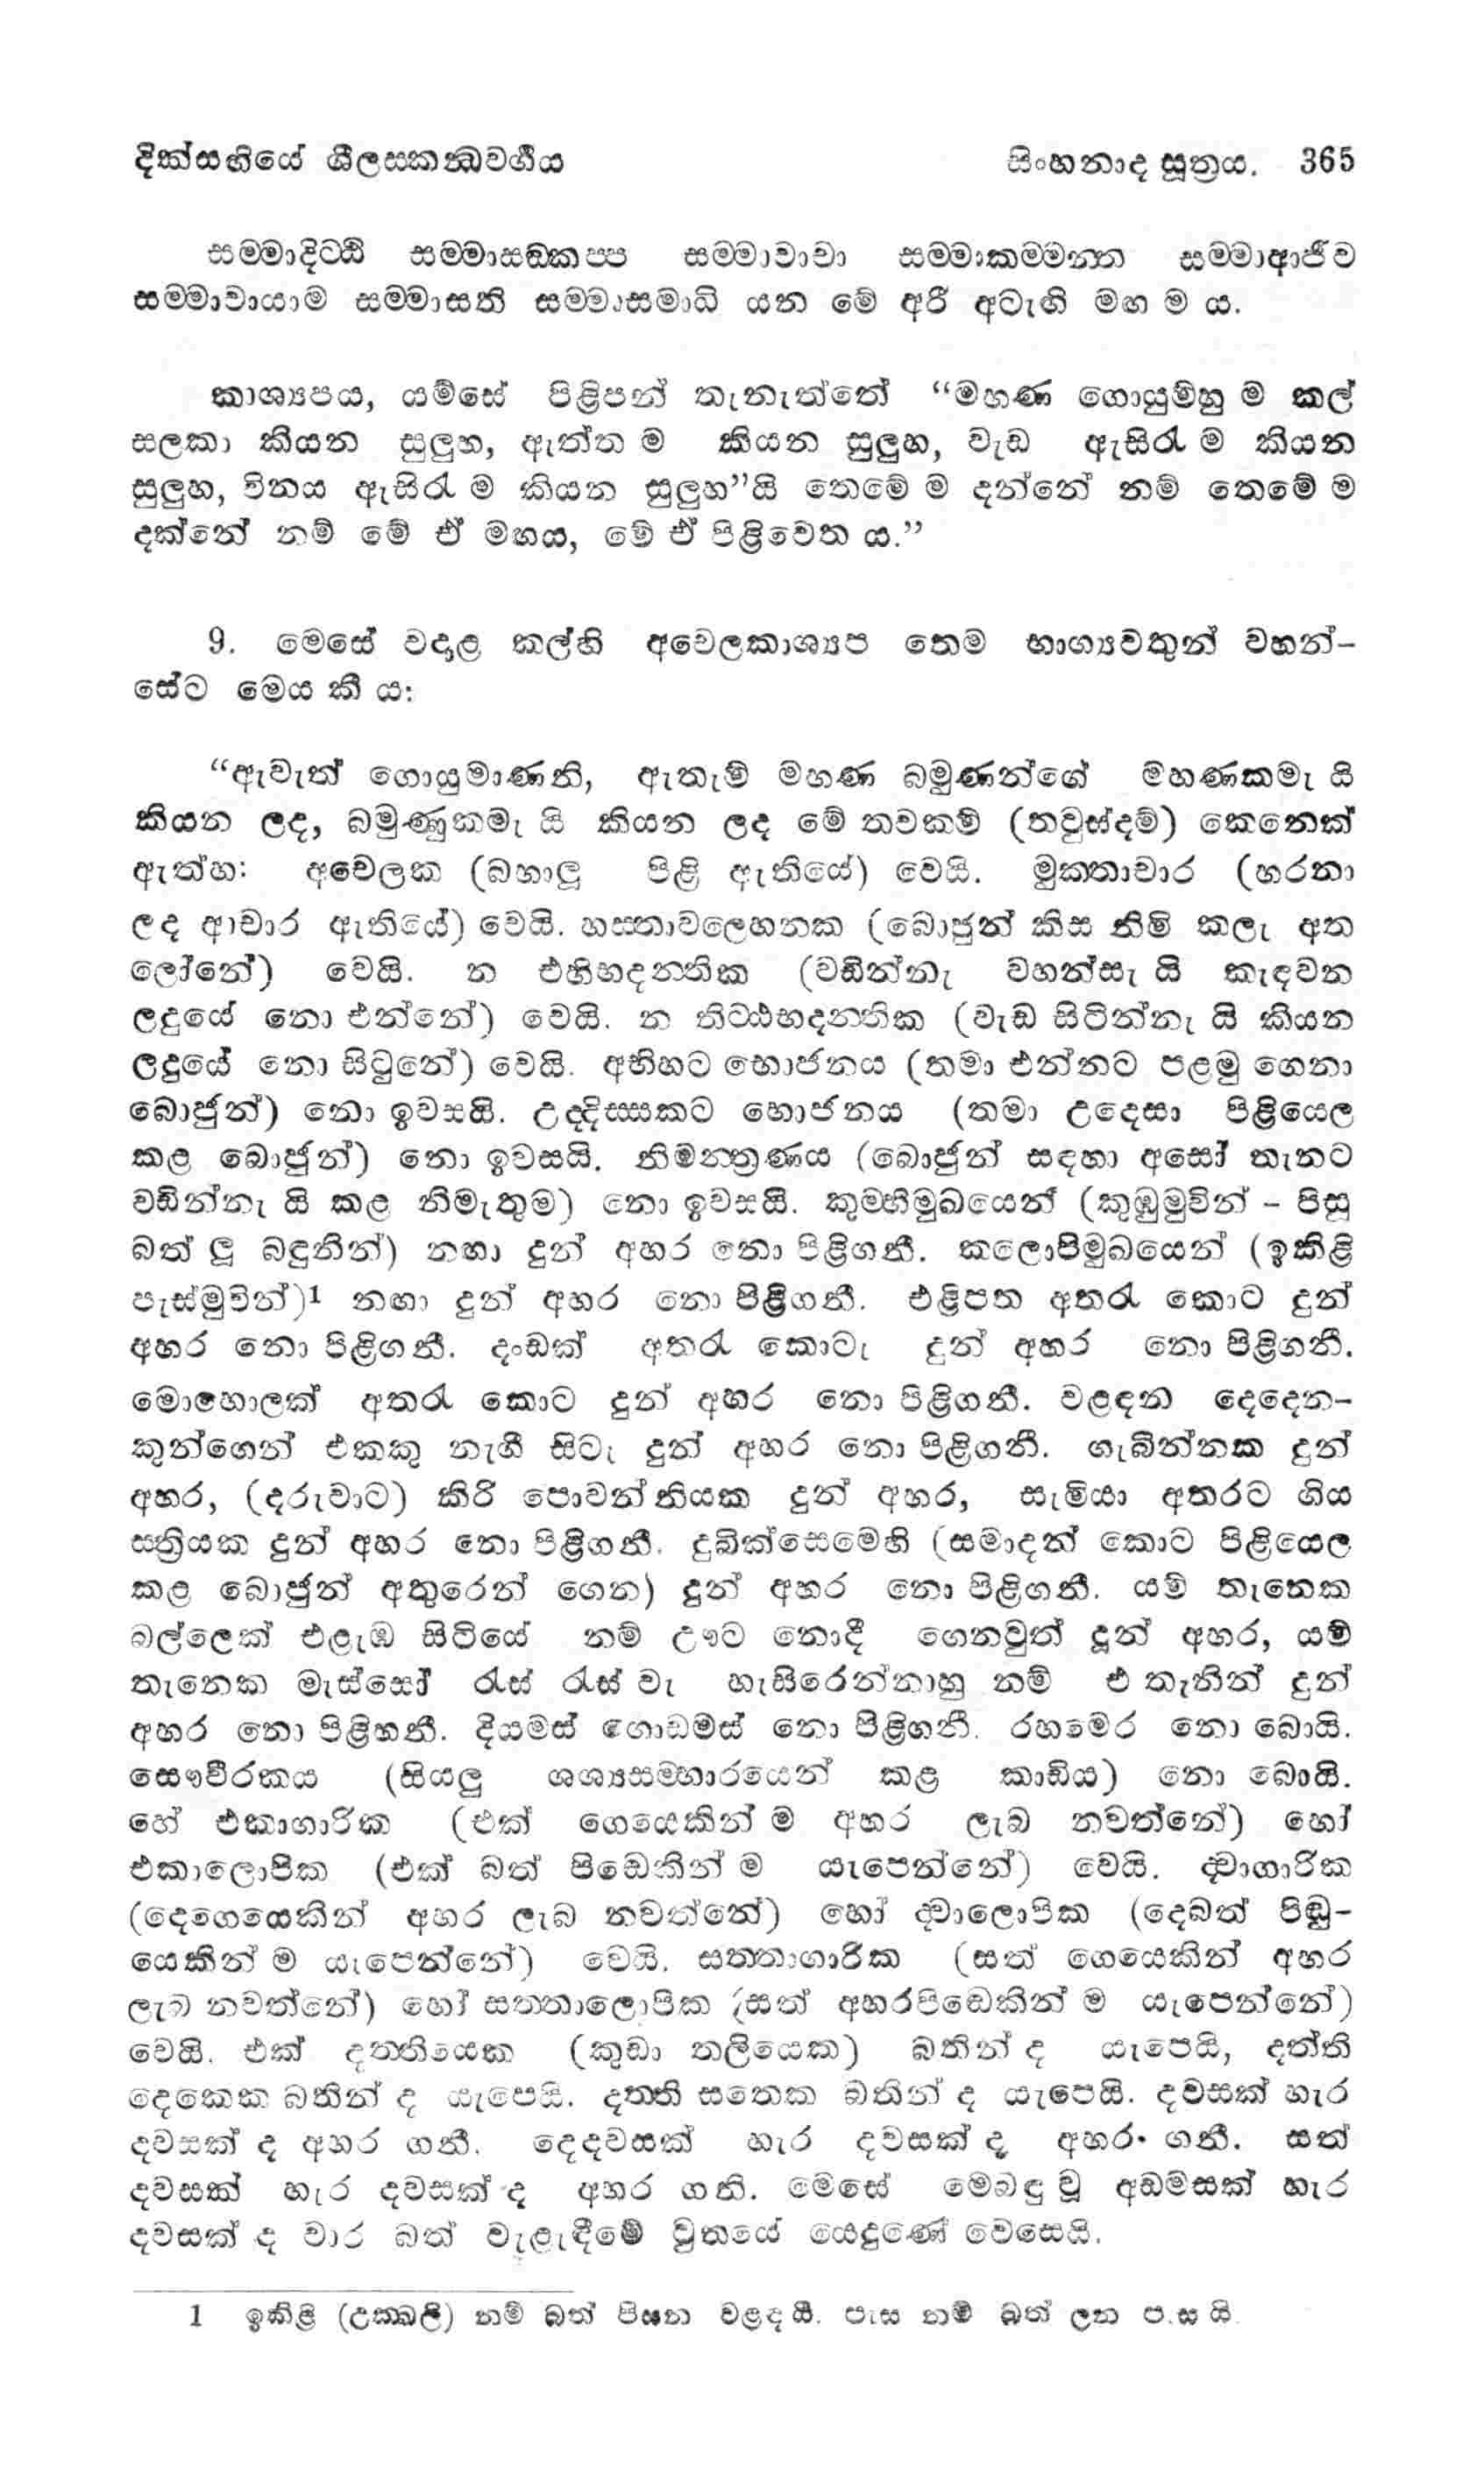 දික්සඟියේ ශීලස‍කන්‍ධවර්‍ගය සිංහනාද සූත්‍රය. 365
සම්මාදිට්ඨි සම්මාසඞ්කප්ප සම්මාවාචා සම්මාකම්මන්ත සම්මාආජීව
සම්මාවායාම සම්මාසති සම්මාසමාධි යන මේ අරී අටැඟි මඟ ම ය.
කාශ්‍යපය, යම්සේ පිළිපන් තැනැත්තේ “මහණ ගොයුම්හු ම කල්
සලකා කියන සුලුහ, ඇත්ත ම කියන සුලුහ, වැඩ ඇසිරැ ම කියන
සුලුහ, විනය ඇසිරැ ම කියන සුලුහ”යි තෙමේ ම දන්නේ නම් තෙමේ ම
දක්නේ නම් මේ ඒ මඟය, මේ ඒ පිළිවෙත ය.”
9. මෙසේ වදළ කල්හි අචෙලකාශ්‍යප තෙම භාග්‍යවතුන් වහන්-
සේට මෙය කී ය:
“ඇවැත් ගොයුමාණනි, ඇතැම් මහණ බමුණන්ගේ මහණකමැ යි
කියන ලද, බමුණුකමැ යි කියන ලද මේ තවකම් (තවුස්දම්) කෙනෙක්
ඇත්හ: අචෙලක (බහාලූ පිළි ඇතියේ) වෙයි. මුක්තාචාර (හරනා
ලද ආචාර ඇතියේ) වෙයි. හස්තාවලෙහනක (බොජුන් කිස නිමි කලැ අත
ලෝනේ) වෙයි. න එහිභදන්තික (වඩින්නැ වහන්සැ යි කැඳවන
ලදුයේ නො එන්නේ) වෙයි. න තිට්ඨභදන්තික (වැඩ සිටින්නැ යි කියන
ලදුයේ නො සිටුනේ) වෙයි. අභිහට භොජනය (තමා එන්නට පළමු ගෙනා
බොජුන්) නො ඉවසයි. උද්දිස්සකට භොජනය (තමා උදෙසා පිළියෙල
කළ බොජුන්) නො ඉවසයි. නිමන්ත්‍රණය (බොජුන් සඳහා අසෝ තැනට
වඩින්නැ යි කළ නිමැතුම) නො ඉවසයි. කුම්භීමුඛයෙන් (කුඹුමුවින් - පිසූ
බත් ලූ බඳුනින්) නඟා දුන් අහර නො පිළිගනී. කලොපිමුඛයෙන් (ඉකිළි
පැස්මුවින්)1 නඟා දුන් අහර නො පිළිගනී. එළිපත අතරැ කොට දුන්
අහර නො පිළිගනී. දංඩක් අතරැ කොටැ දුන් අහර නො පිළිගනී.
මොහොලක් අතරැ කොට දුන් අහර නො පිළිගනී. වළඳන දෙදෙන-
කුන්ගෙන් එකකු නැඟී සිටැ දුන් අහර නො පිළිගනී. ගැබින්නක දුන්
අහර, (දරුවාට) කිරි පොවන්නියක දුන් අහර, සැමියා අතරට ගිය
ස්ත්‍රියක දුන් අහර නො පිළිගනී. දුබික්සෙමෙහි (සමාදන් කොට පිළියෙල
කළ බොජුන් අතුරෙන් ගෙන) දුන් අහර නො පිළිගනී. යම් තැනෙක
බල්ලෙක් එළැඹ සිටියේ නම් ඌට නොදී ගෙනවුත් දූන් අහර, යම්
තැනෙක මැස්සෝ රැස් රැස් වැ හැසිරෙන්නාහු නම් එ තැනින් දුන්
අහර නො පිළිගනී. දියමස් ගොඩමස් නො පිළිගනී. රහමෙර නො බොයි.
සෞවීරකය (සියලු ශශ්‍යසම්භාරයෙන් කළ කාඩිය) නො බොයි.
හේ එකාගාරික (එක් ගෙයෙකින් ම අහර ලැබ නවත්නේ) හෝ
එකාලොපික (එක් බත් පිඬෙකින් ම යැපෙන්නේ) වෙයි. ද්වාගාරික
(දෙගෙයෙකින් අහර ලැබ නවත්නේ) හෝ ද්වාලොපික (දෙබත් පිඬු-
යෙකින් ම යැපෙන්නේ) වෙයි. සත්තාගාරික (සත් ගෙයෙකින් අහර
ලැබ නවත්නේ) හෝ සත්තාලොපික (සත් අහරපිඬෙකින් ම යැපෙන්නේ)
වෙයි. එක් දත්තියෙක (කුඩා තලියෙක) බතින් ද යැපෙයි, දත්ති
දෙකෙක බතින් ද යැපෙයි. දත්ති සතෙක බතින් ද යැපෙයි. දවසක් හැර
දවසක් ද අහර ගනී. දෙදවසක් හැර දවසක් ද අහර ගනී. සත්
දවසක් හැර දවසක් ද අහර ගනි. මෙසේ මෙබඳු වූ අඩමසක් හැර
දවසක් ද වාර බත් වැළැඳීමේ වුතයේ යෙදුණේ වෙසෙයි.
1 ඉකිළි (උක්ඛලි) නම් බත් පිසන වළඳ යි. පැස නම් බත් ලන පැස යි.